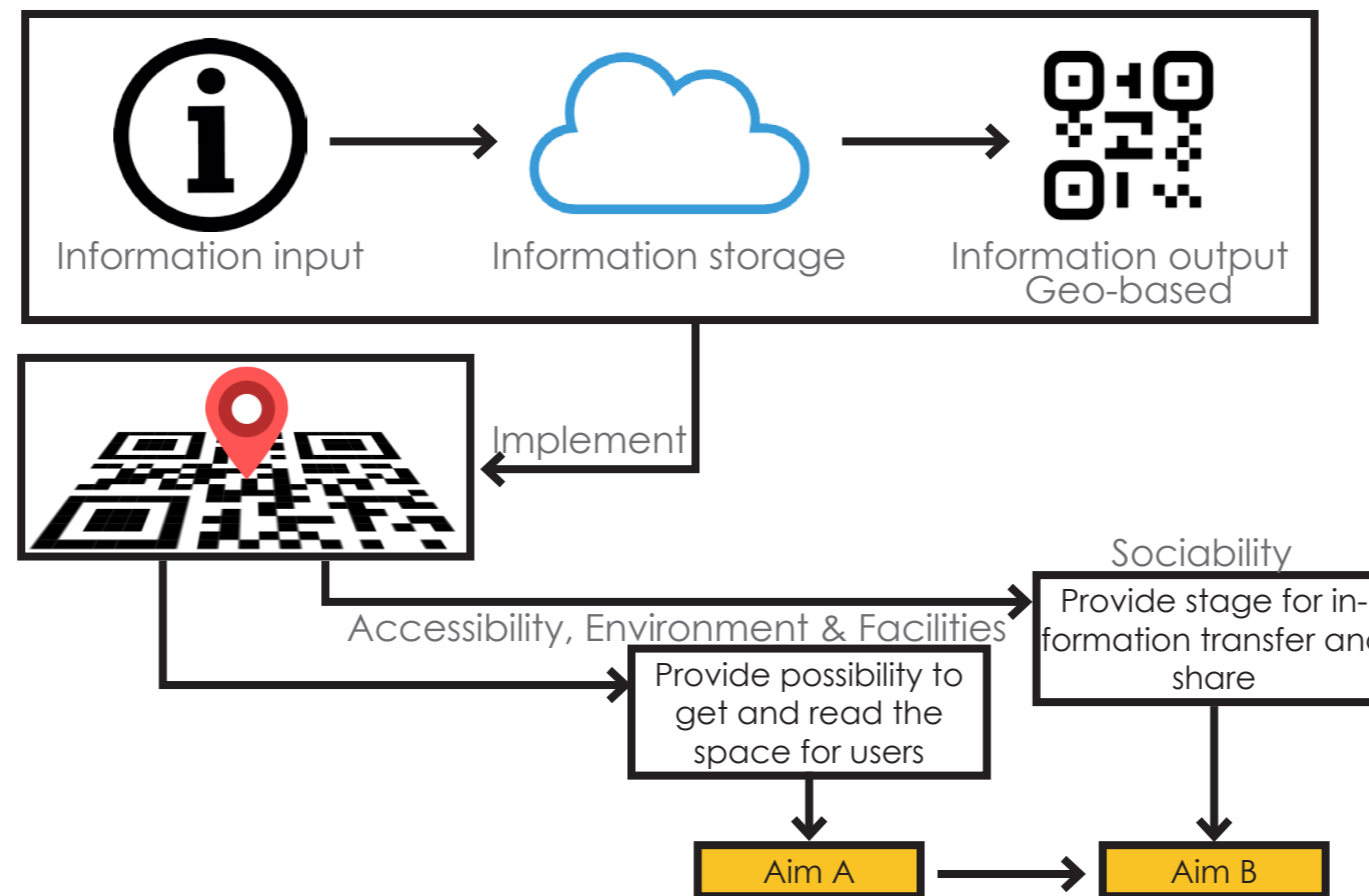 Information input
Information storage
Information output
Geo-based
Implement
Sociability
Provide stage for in-
formation transfer and
share
Accessibility, Environment & Facilities
Provide possibility to
get and read the
space for users
Aim A
Aim B